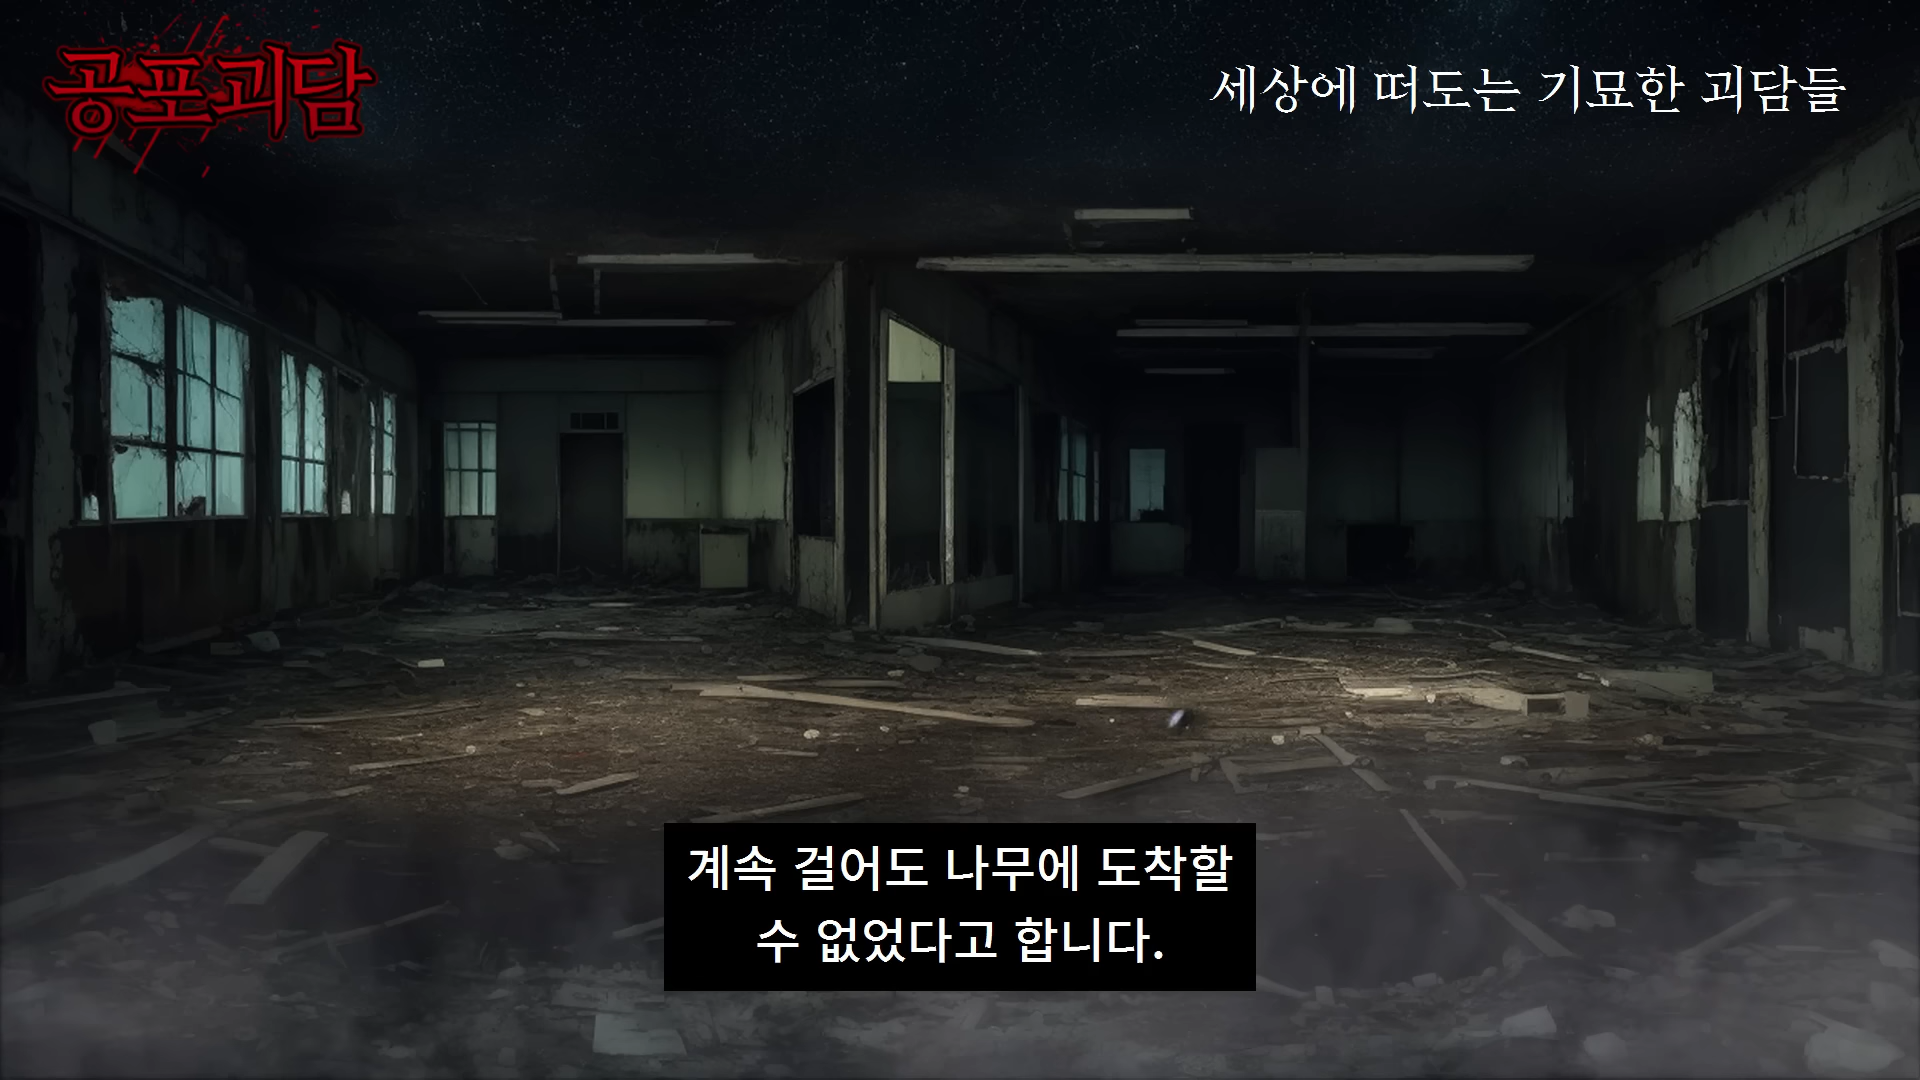 공포괴담
세상에 떠도는 기묘한 괴담들
계속 걸어도 나무에 도착할
수 없었다고 합니다.